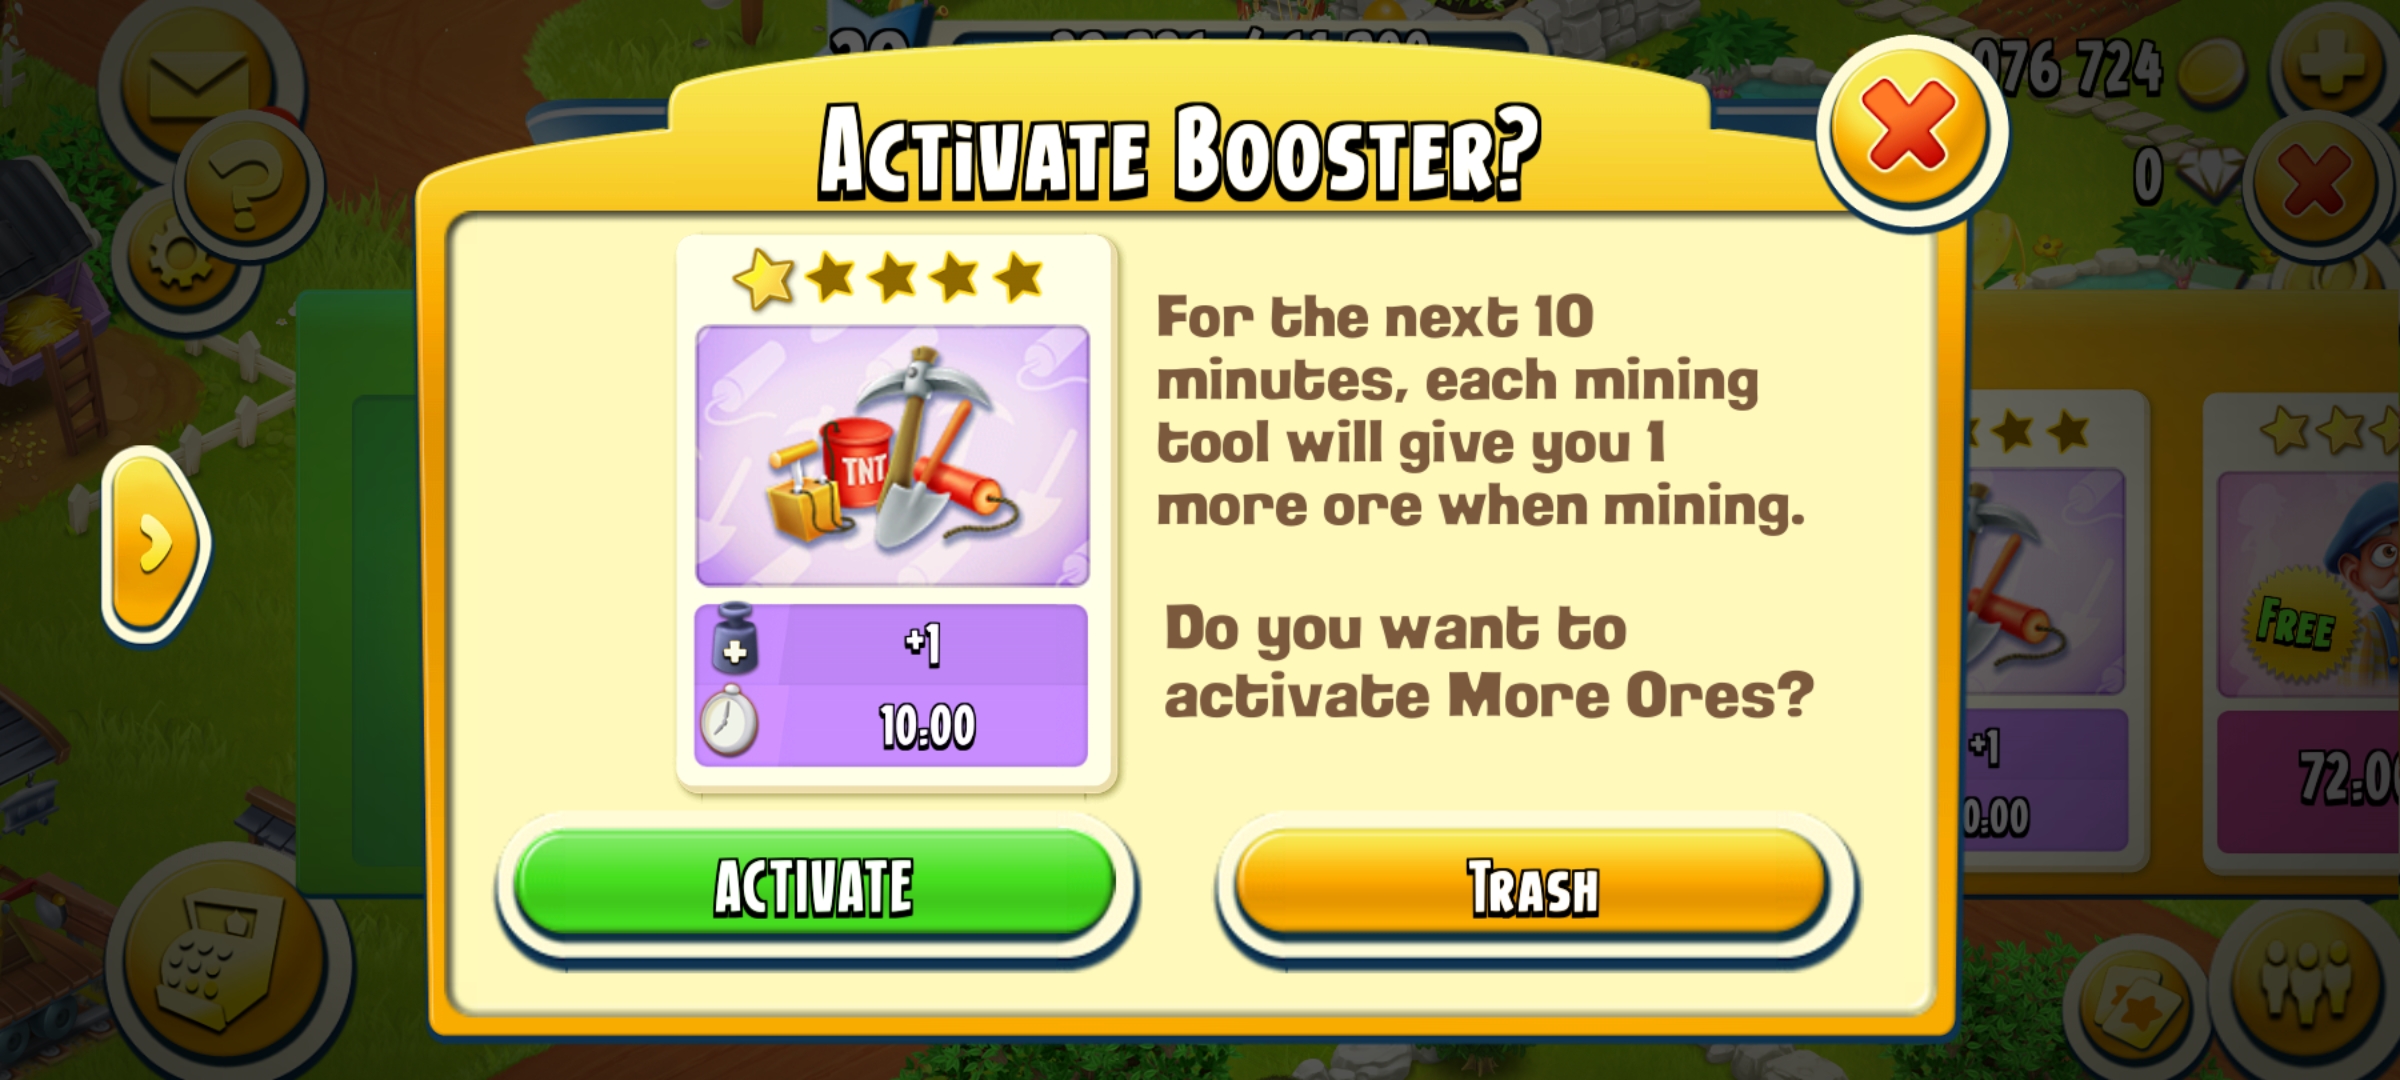 076 724
0
Activate Booster?
For the next 10
minutes, each mining
tool will give you 1
more ore when mining.
TNT
+1
10:00
Do you want to
activate More Ores?
ACTIVATE
Trash
+1
0:00
Free